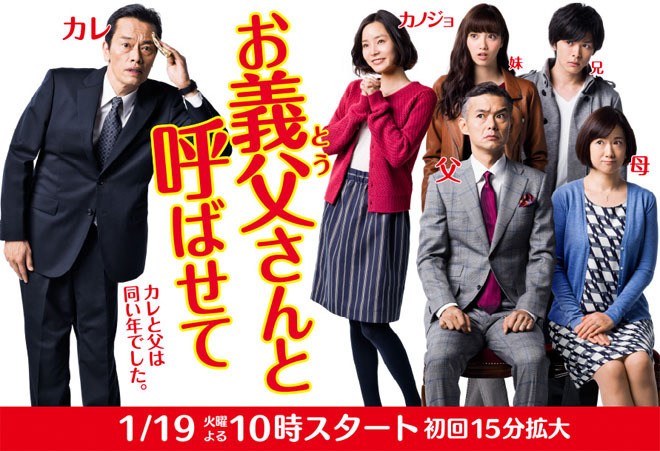 カレ
カノジョ
妹
兄
父
母
お義父さんと
とう
呼ばせて
カレと父は
同い年でした。
1/19 火曜よる10時スタート 初回15分拡大